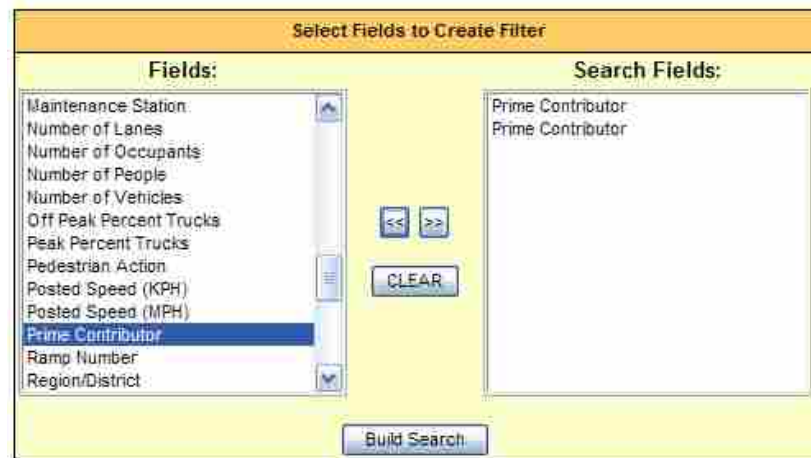 Select Fields to Create Filter
Fields:
Search Fields:
Maintenance Station
Number of Lanes
Number of Occupants
Number of People
Number of Vehicles
Off Peak Percent Trucks
Peak Percent Trucks
Pedestrian Action
Posted Speed (KPH)
Posted Speed (MPH)
Prime Contributor
Ramp Number
Region/District
<< >>
CLEAR
Prime Contributor
Prime Contributor
Build Search